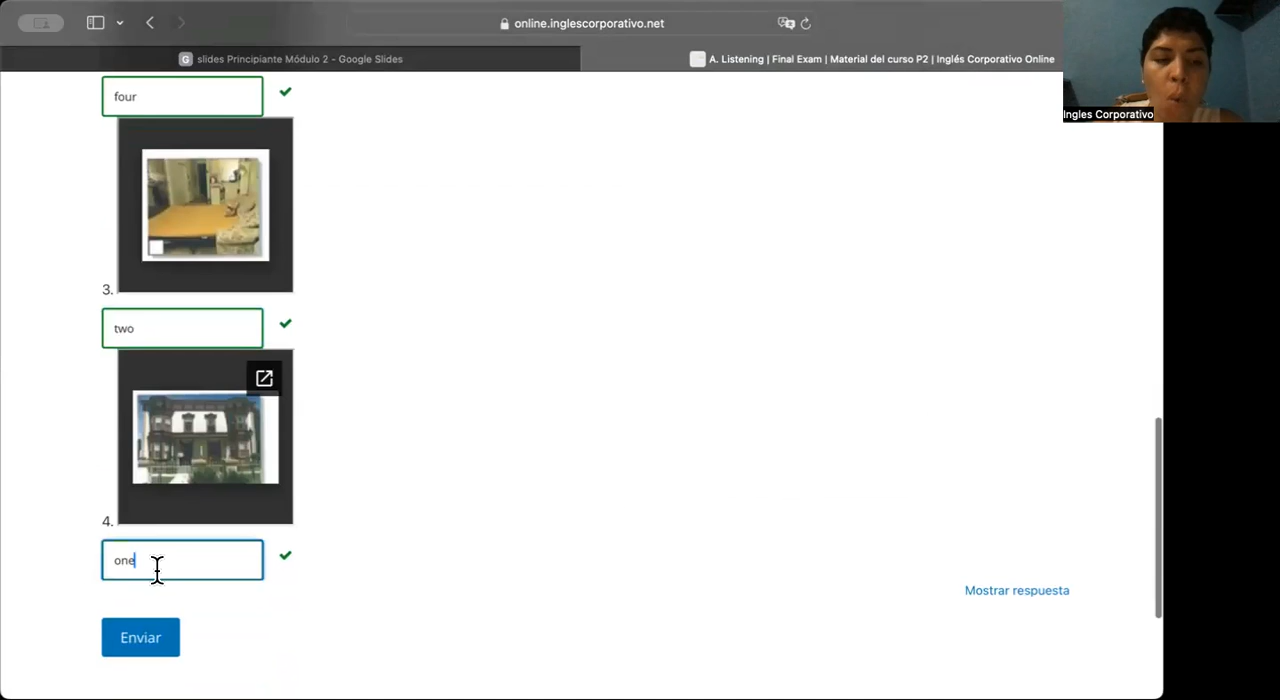 online.inglescorporativo.net
G slides Principiante Módulo 2 - Google Slides
A. Listening | Final Exam | Material del curso P2 | Inglés Corporativo Online
Ingles Corporativo
four
3.
two
4.
one
Mostrar respuesta
Enviar